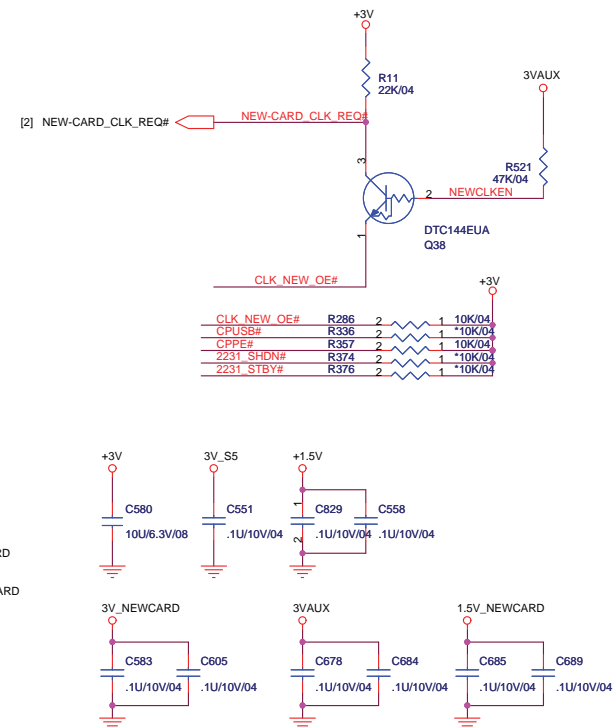 +3V
R11
22K/04
3VAUX
[2] NEW-CARD_CLK_REQ#
NEW-CARD_CLK_REQ#
3
R521
47K/04
2
NEWCLKEN
1
DTC144EUA
Q38
CLK_NEW_OE#
+3V
CLK_NEW_OE# R286 2 1 10K/04
CPUSB# R336 2 1 *10K/04
CPPE# R357 2 1 10K/04
2231_SHDN# R374 2 1 *10K/04
2231_STBY# R376 2 1 *10K/04
+3V 3V_S5 +1.5V
C580 C551 1 C829 C558
10U/6.3V/08 .1U/10V/04 2 .1U/10V/04 .1U/10V/04
RD
ARD
3V_NEWCARD 3VAUX 1.5V_NEWCARD
C583 C605 C678 C684 C685 C689
.1U/10V/04 .1U/10V/04 .1U/10V/04 .1U/10V/04 .1U/10V/04 .1U/10V/04